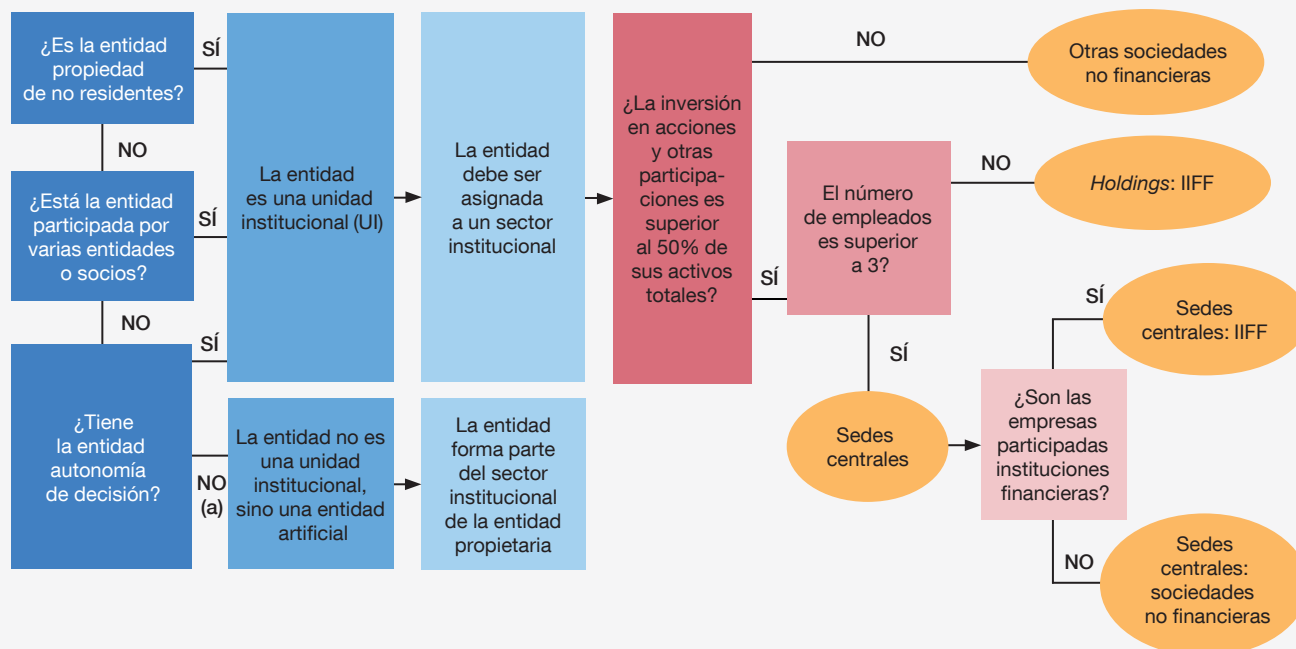 ¿Es la entidad
propiedad
de no residentes?
SÍ
NO
¿Está la entidad
participada por
varias entidades
o socios?
SÍ
NO
¿Tiene
la entidad
autonomía
de decisión?
SÍ
NO
(a)
La entidad
es una unidad
institucional (UI)
La entidad no es
una unidad
institucional,
sino una entidad
artificial
La entidad
debe ser
asignada
a un sector
institucional
La entidad
forma parte
del sector
institucional
de la entidad
propietaria
¿La inversión
en acciones
y otras
participa-
ciones es
superior
al 50% de
sus activos
totales?
NO
Otras sociedades
no financieras
SÍ
El número
de empleados
es superior
a 3?
NO
Holdings: IIFF
SÍ
Sedes
centrales
¿Son las
empresas
participadas
instituciones
financieras?
SÍ
Sedes
centrales: IIFF
NO
Sedes
centrales:
sociedades
no financieras